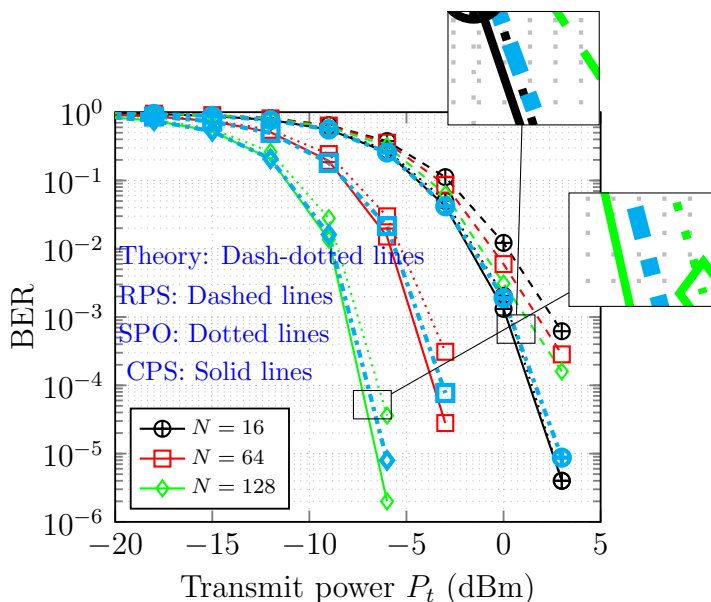 10^0
10^{-1}
10^{-2}
10^{-3}
10^{-4}
10^{-5}
10^{-6}
BER
Theory: Dash-dotted lines
RPS: Dashed lines
SPO: Dotted lines
CPS: Solid lines
N = 16
N = 64
N = 128
−20 −15 −10 −5 0 5
Transmit power P_t (dBm)